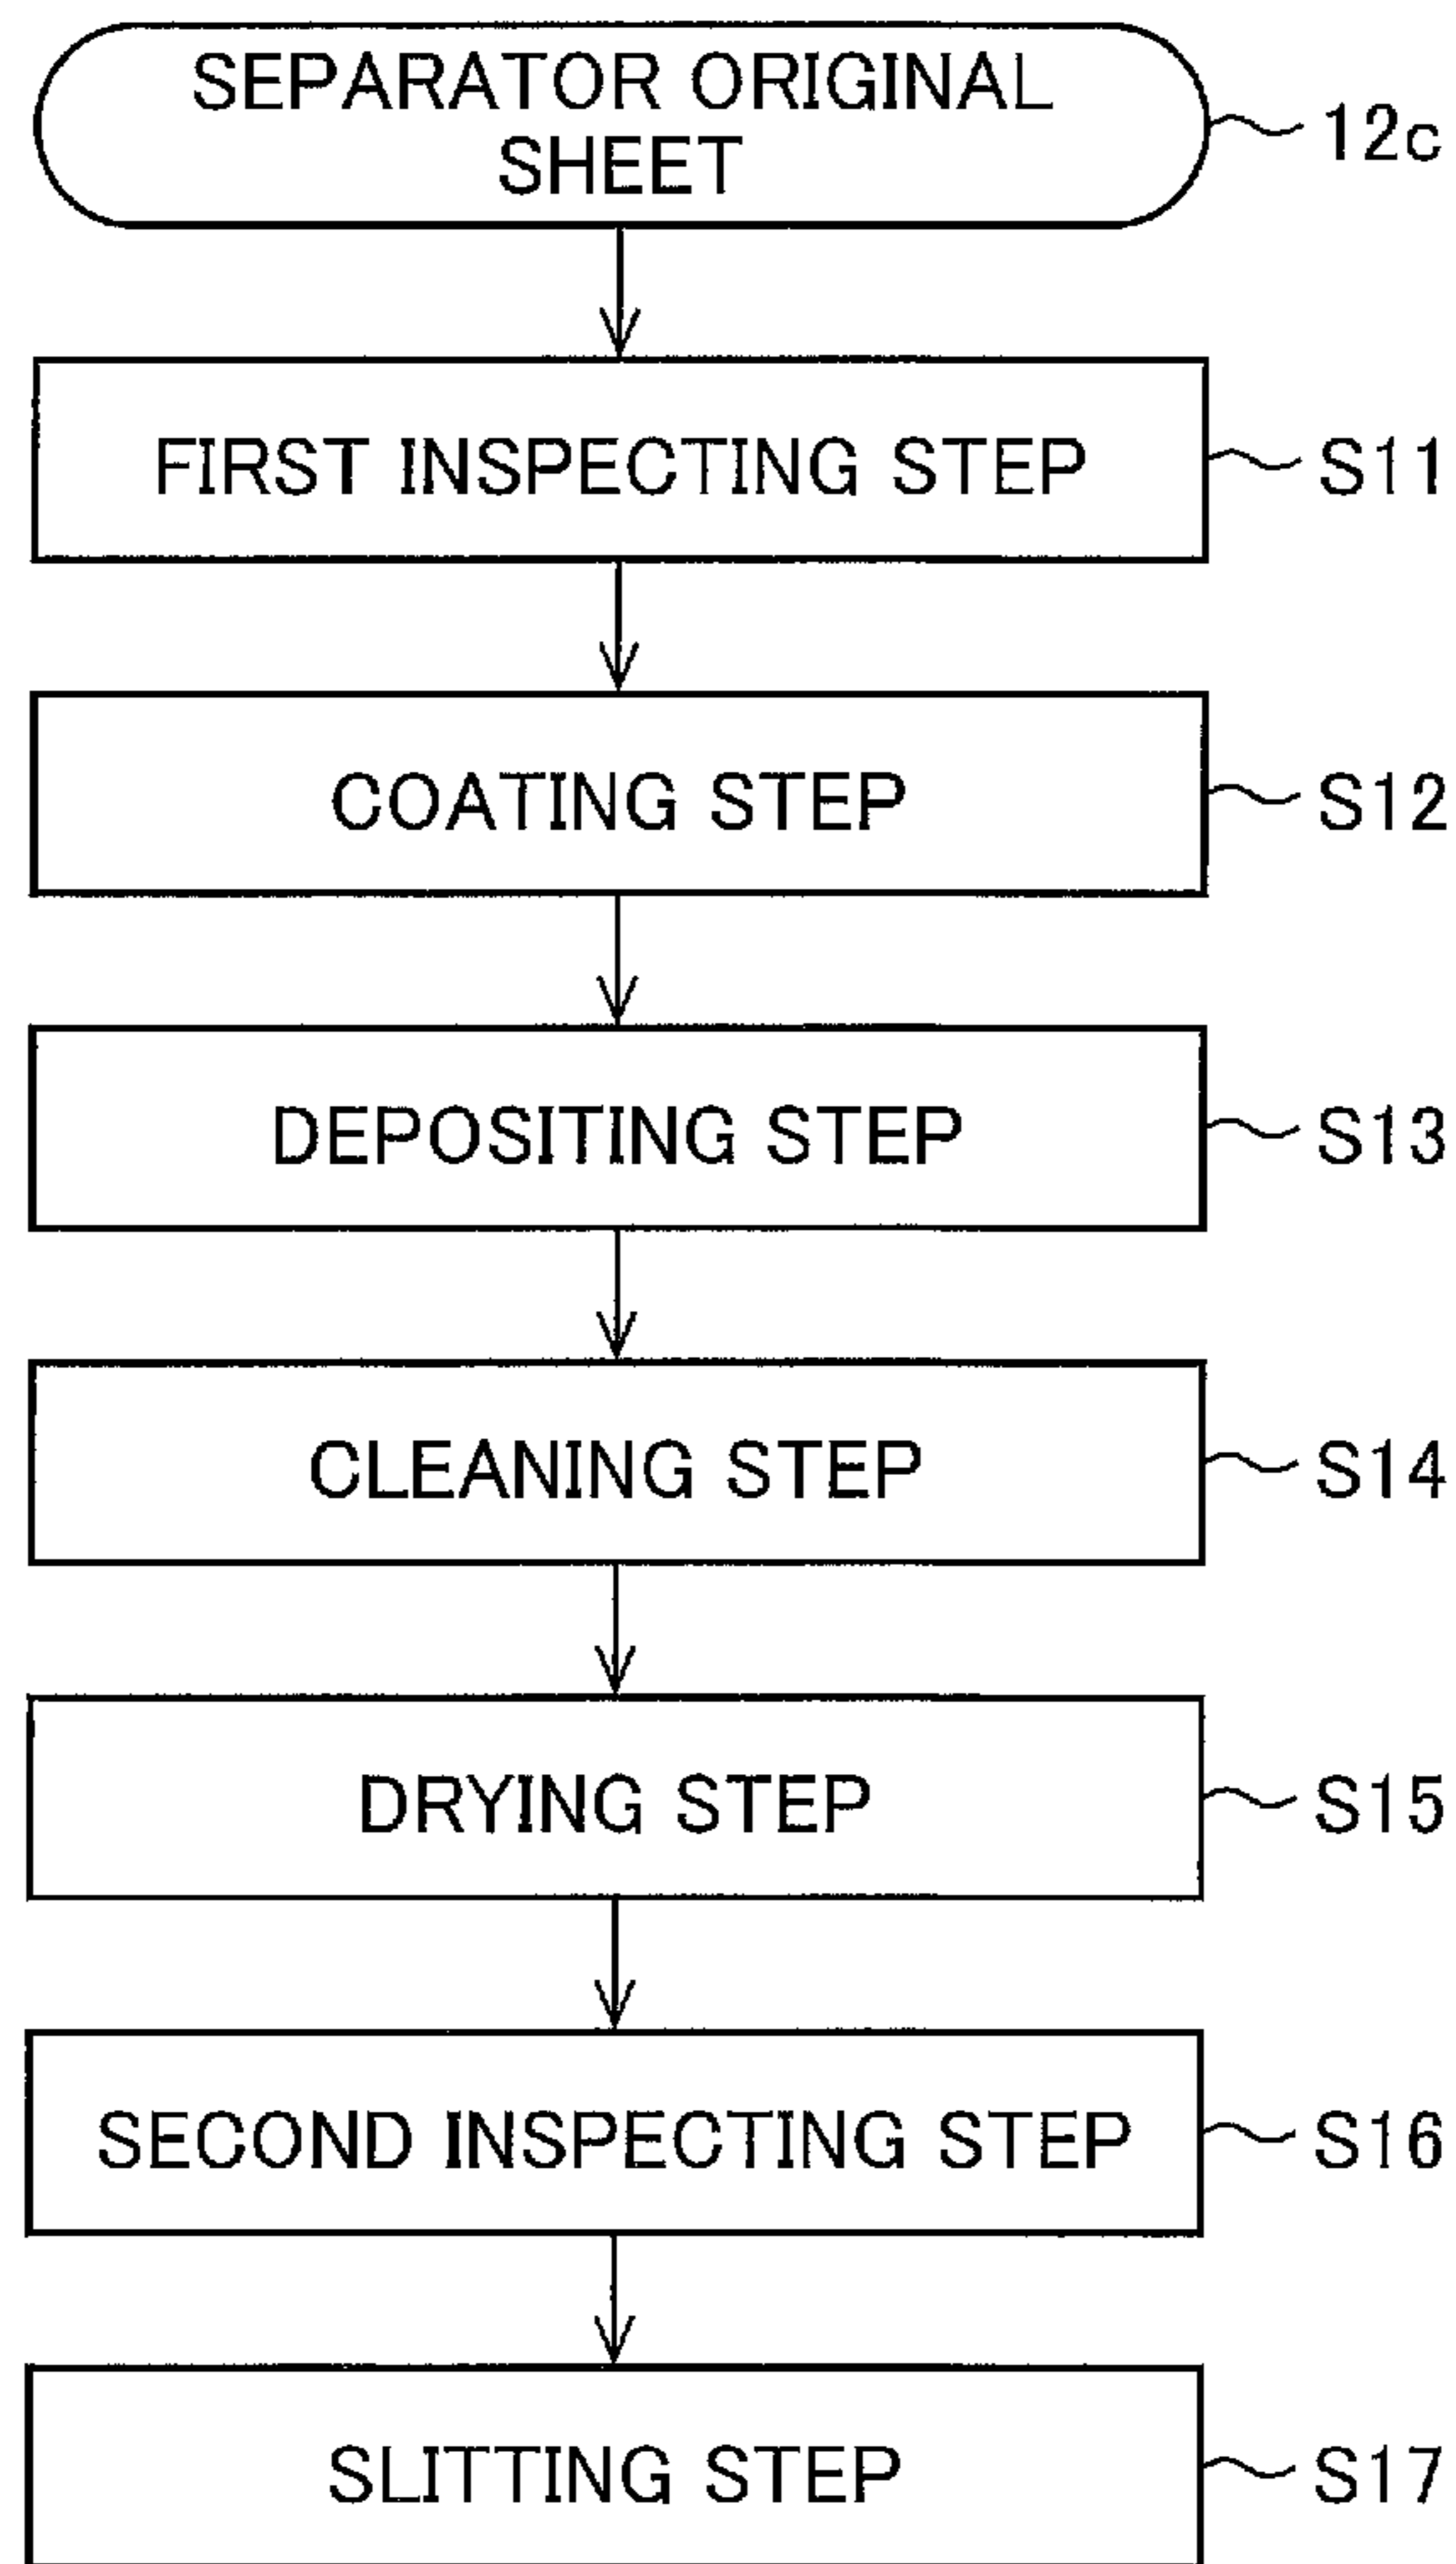 SEPARATOR ORIGINAL
SHEET
12c
FIRST INSPECTING STEP
S11
COATING STEP
S12
DEPOSITING STEP
S13
CLEANING STEP
S14
DRYING STEP
S15
SECOND INSPECTING STEP
S16
SLITTING STEP
S17